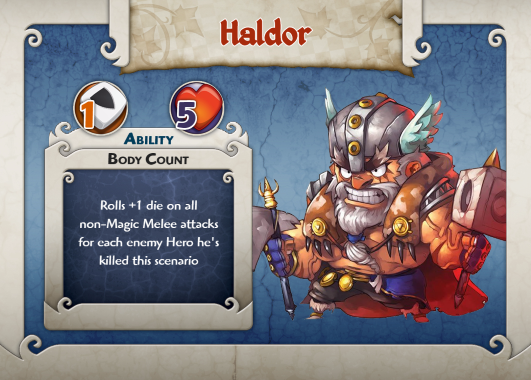 Haldor
1
5
Ability
Body Count
Rolls +1 die on all
non-Magic Melee attacks
for each enemy Hero he's
killed this scenario